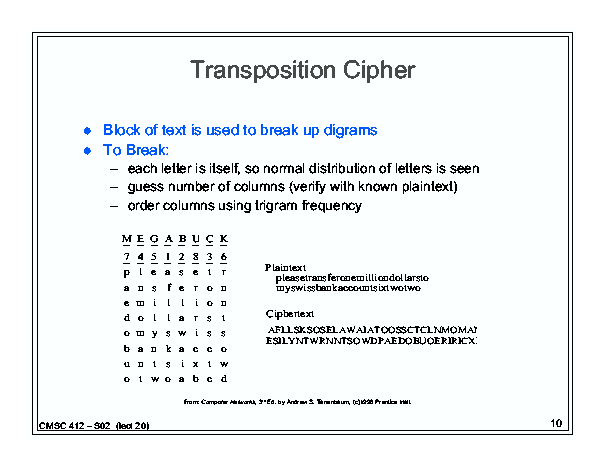 Transposition Cipher
● Block of text is used to break up digrams
● To Break:
– each letter is itself, so normal distribution of letters is seen
– guess number of columns (verify with known plaintext)
– order columns using trigram frequency
M E G A B U C K
7 4 5 1 2 8 3 6
p l e a s e t r
a n s f e r o n
e m i l l i o n
d o l l a r s t
o m y s w i s s
b a n k a c c o
u n t s i x t w
o t w o a b c d
Plaintext
pleasetransferonemilliondollarsto
myswissbankaccountsixtwotwo
Ciphertext
AFLLSKSOSELAWAIATOOSSCTCLNMOMAN
ESILYNTWRNNTSOWDPAEDOBUOERIRICX
From: Computer Networks, 3rd Ed. by Andrew S. Tanenbaum, (c)1996 Prentice Hall.
CMSC 412 – S02 (lect 20)
10